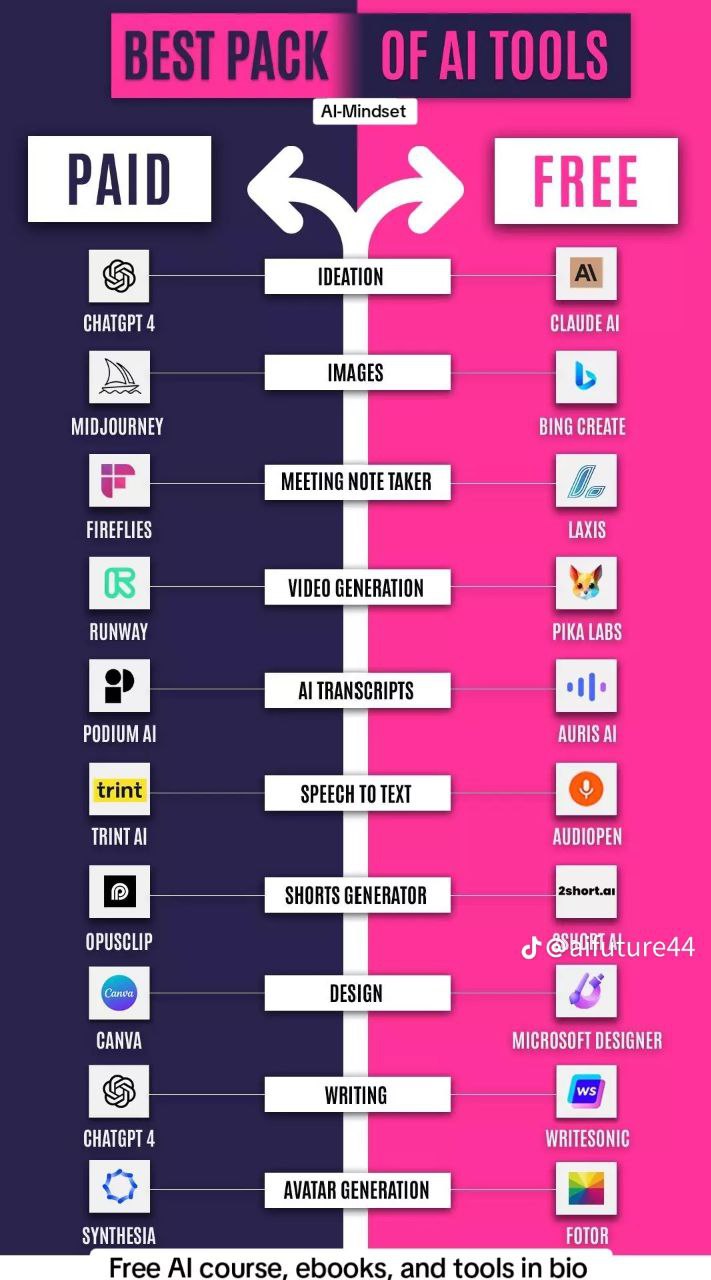 BEST PACK OF AI TOOLS
AI-Mindset
PAID
FREE
IDEATION
CHATGPT 4
CLAUDE AI
IMAGES
MIDJOURNEY
BING CREATE
MEETING NOTE TAKER
FIREFLIES
LAXIS
VIDEO GENERATION
RUNWAY
PIKA LABS
AI TRANSCRIPTS
PODIUM AI
AURIS AI
trint
SPEECH TO TEXT
TRINT AI
AUDIOPEN
SHORTS GENERATOR
2short.ai
OPUSCLIP
2SHORT AI
@aifuture44
Canva
DESIGN
CANVA
MICROSOFT DESIGNER
WRITING
WS
CHATGPT 4
WRITESONIC
AVATAR GENERATION
SYNTHESIA
FOTOR
Free AI course, ebooks, and tools in bio